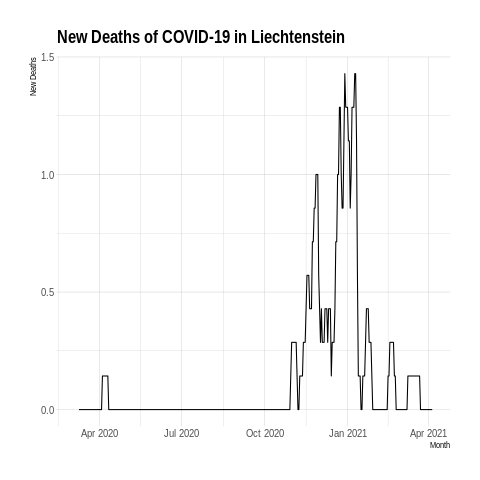 New Deaths of COVID-19 in Liechtenstein
New Deaths
1.5
1.0
0.5
0.0
Apr 2020
Jul 2020
Oct 2020
Jan 2021
Apr 2021
Month